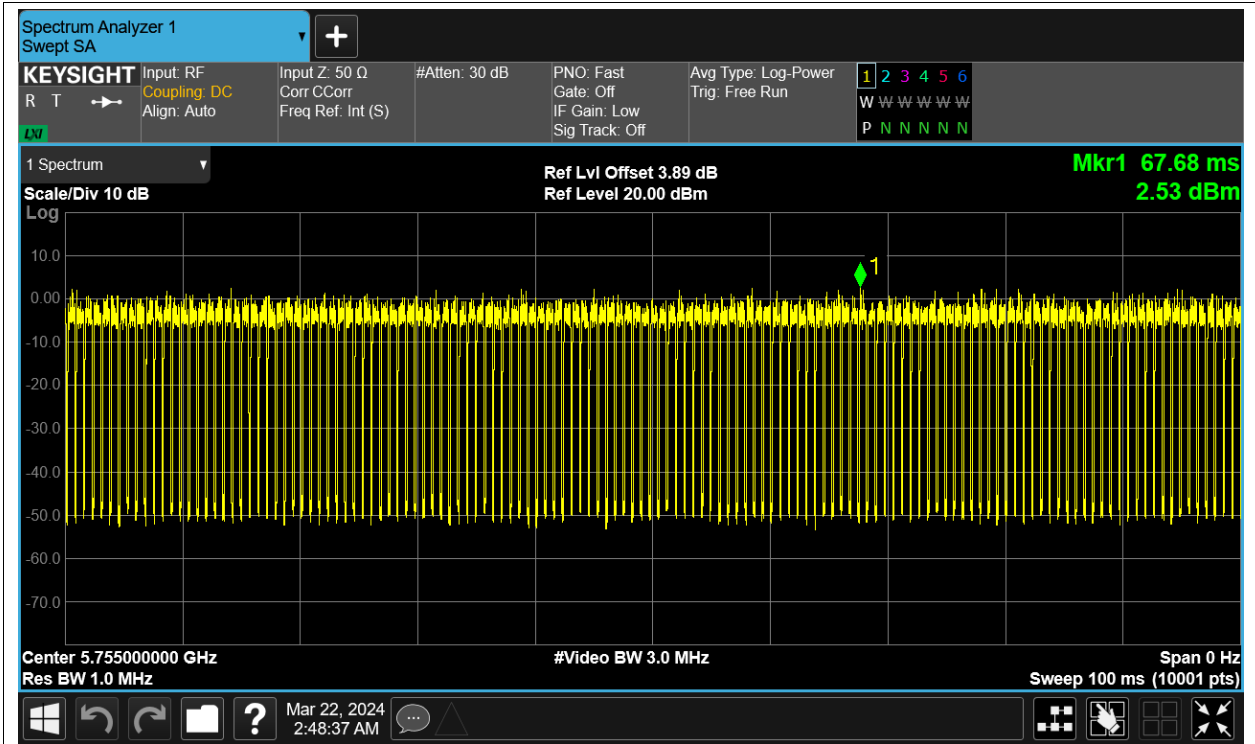 Spectrum Analyzer 1
Swept SA
+
KEYSIGHT
R T
LXI
Input: RF
Coupling: DC
Align: Auto
Input Z: 50 Ω
Corr CCorr
Freq Ref: Int (S)
#Atten: 30 dB
PNO: Fast
Gate: Off
IF Gain: Low
Sig Track: Off
Avg Type: Log-Power
Trig: Free Run
1 2 3 4 5 6
W W W W W W
P N N N N N
1 Spectrum
Scale/Div 10 dB
Log
Ref Lvl Offset 3.89 dB
Ref Level 20.00 dBm
Mkr1 67.68 ms
2.53 dBm
1
10.0
0.00
-10.0
-20.0
-30.0
-40.0
-50.0
-60.0
-70.0
Center 5.755000000 GHz
Res BW 1.0 MHz
#Video BW 3.0 MHz
Span 0 Hz
Sweep 100 ms (10001 pts)
?
Mar 22, 2024
2:48:37 AM